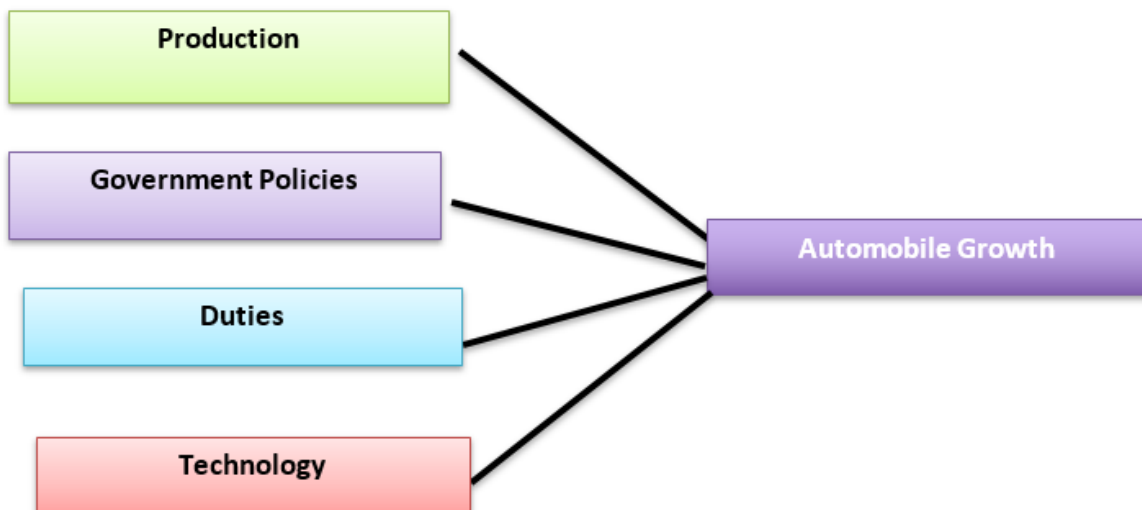 Production
Government Policies
Automobile Growth
Duties
Technology